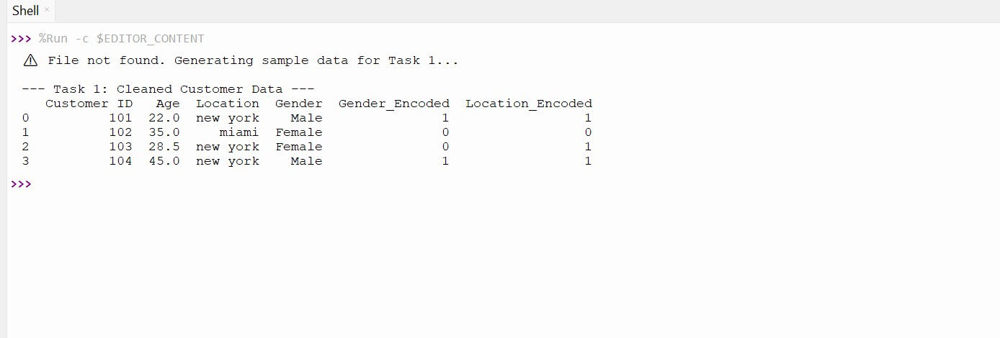 Shell ×
>>> %Run -c $EDITOR_CONTENT
⚠ File not found. Generating sample data for Task 1...
--- Task 1: Cleaned Customer Data ---
   Customer ID   Age  Location  Gender  Gender_Encoded  Location_Encoded
0          101  22.0  new york    Male               1                 1
1          102  35.0     miami  Female               0                 0
2          103  28.5  new york  Female               0                 1
3          104  45.0  new york    Male               1                 1
>>>